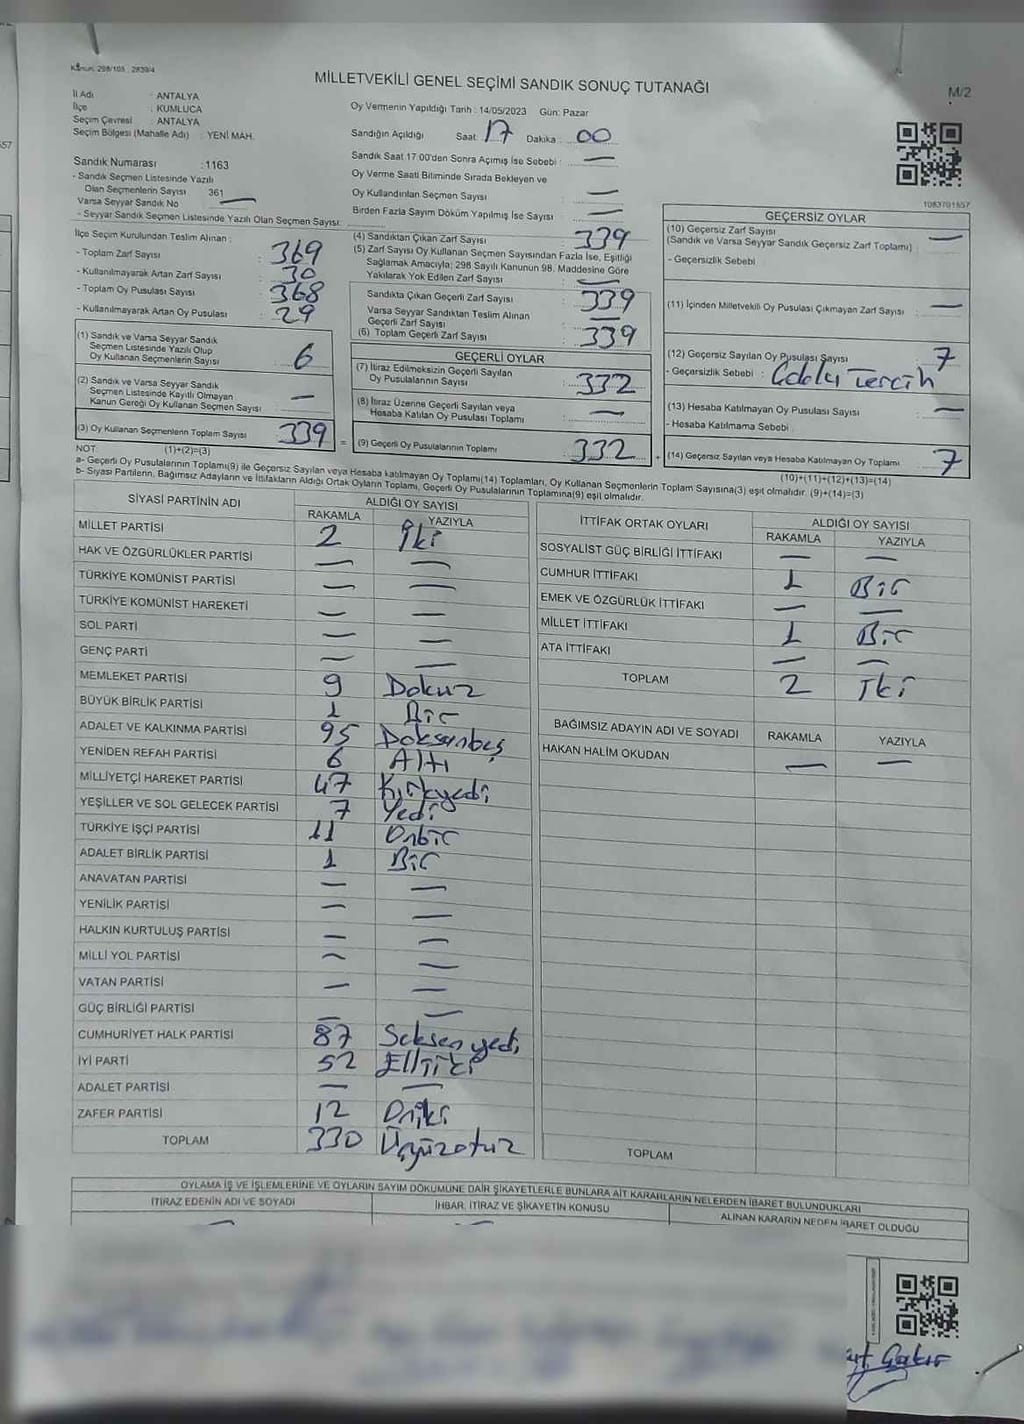 Kanun: 298/105, 2839/4
MİLLETVEKİLİ GENEL SEÇİMİ SANDIK SONUÇ TUTANAĞI
M/2
İl Adı : ANTALYA
İlçe : KUMLUCA
Seçim Çevresi : ANTALYA
Seçim Bölgesi (Mahalle Adı) : YENİ MAH.
Sandık Numarası : 1163
- Sandık Seçmen Listesinde Yazılı
Olan Seçmenlerin Sayısı 361
Varsa Seyyar Sandık No —
- Seyyar Sandık Seçmen Listesinde Yazılı Olan Seçmen Sayısı:
Oy Vermenin Yapıldığı Tarih : 14/05/2023 Gün: Pazar
Sandığın Açıldığı Saat: 17 Dakika : 00
Sandık Saat 17.00'den Sonra Açımış İse Sebebi : —
Oy Verme Saati Bitiminde Sırada Bekleyen ve
Oy Kullandırılan Seçmen Sayısı —
Birden Fazla Sayım Döküm Yapılmış İse Sayısı —
1083701557
İlçe Seçim Kurulundan Teslim Alınan :
- Toplam Zarf Sayısı : 369
- Kullanılmayarak Artan Zarf Sayısı : 30
- Toplam Oy Pusulası Sayısı : 368
- Kullanılmayarak Artan Oy Pusulası : 29
(1) Sandık ve Varsa Seyyar Sandık
Seçmen Listesinde Yazılı Olup
Oy Kullanan Seçmenlerin Sayısı : 6
(2) Sandık ve Varsa Seyyar Sandık
Seçmen Listesinde Kayıtlı Olmayan
Kanun Gereği Oy Kullanan Seçmen Sayısı : —
(3) Oy Kullanan Seçmenlerin Toplam Sayısı 339
(1)+(2)=(3)
(4) Sandıktan Çıkan Zarf Sayısı : 339
(5) Zarf Sayısı Oy Kullanan Seçmen Sayısından Fazla İse, Eşitliği
Sağlamak Amacıyla; 298 Sayılı Kanunun 98. Maddesine Göre
Yakılarak Yok Edilen Zarf Sayısı : —
Sandıkta Çıkan Geçerli Zarf Sayısı : 339
Varsa Seyyar Sandıktan Teslim Alınan
Geçerli Zarf Sayısı : —
(6) Toplam Geçerli Zarf Sayısı : 339
GEÇERLİ OYLAR
(7) İtiraz Edilmeksizin Geçerli Sayılan
Oy Pusulalarının Sayısı : 332
(8) İtiraz Üzerine Geçerli Sayılan veya
Hesaba Katılan Oy Pusulası Toplamı : —
= (9) Geçerli Oy Pusulalarının Toplamı : 332
GEÇERSİZ OYLAR
(10) Geçersiz Zarf Sayısı
(Sandık ve Varsa Seyyar Sandık Geçersiz Zarf Toplamı) : —
- Geçersizlik Sebebi :
(11) İçinden Milletvekili Oy Pusulası Çıkmayan Zarf Sayısı : —
(12) Geçersiz Sayılan Oy Pusulası Sayısı : 7
- Geçersizlik Sebebi :
(13) Hesaba Katılmayan Oy Pusulası Sayısı : —
- Hesaba Katılmama Sebebi :
+ (14) Geçersiz Sayılan veya Hesaba Katılmayan Oy Toplamı : 7
(10)+(11)+(12)+(13)=(14)
NOT:
a- Geçerli Oy Pusulalarının Toplamı(9) ile Geçersiz Sayılan veya Hesaba katılmayan Oy Toplamı(14) Toplamları, Oy Kullanan Seçmenlerin Toplam Sayısına(3) eşit olmalıdır. (9)+(14)=(3)
b- Siyasi Partilerin, Bağımsız Adayların ve İttifakların Aldığı Ortak Oyların Toplamı, Geçerli Oy Pusulalarının Toplamına(9) eşit olmalıdır.
SİYASİ PARTİNİN ADI ALDIĞI OY SAYISI
RAKAMLA YAZIYLA
MİLLET PARTİSİ 2 İki
HAK VE ÖZGÜRLÜKLER PARTİSİ — —
TÜRKİYE KOMÜNİST PARTİSİ — —
TÜRKİYE KOMÜNİST HAREKETİ — —
SOL PARTİ — —
GENÇ PARTİ — —
MEMLEKET PARTİSİ 9 Dokuz
BÜYÜK BİRLİK PARTİSİ 1 Bir
ADALET VE KALKINMA PARTİSİ 95 Doksanbeş
YENİDEN REFAH PARTİSİ 6 Altı
MİLLİYETÇİ HAREKET PARTİSİ 47 Kırkyedi
YEŞİLLER VE SOL GELECEK PARTİSİ 7 Yedi
TÜRKİYE İŞÇİ PARTİSİ 11 Onbir
ADALET BİRLİK PARTİSİ 1 Bir
ANAVATAN PARTİSİ — —
YENİLİK PARTİSİ — —
HALKIN KURTULUŞ PARTİSİ — —
MİLLİ YOL PARTİSİ — —
VATAN PARTİSİ — —
GÜÇ BİRLİĞİ PARTİSİ — —
CUMHURİYET HALK PARTİSİ 87 Seksenyedi
İYİ PARTİ 52 Elliiki
ADALET PARTİSİ — —
ZAFER PARTİSİ 12 Oniki
TOPLAM 330 Üçyüzotuz
İTTİFAK ORTAK OYLARI ALDIĞI OY SAYISI
RAKAMLA YAZIYLA
SOSYALİST GÜÇ BİRLİĞİ İTTİFAKI — —
CUMHUR İTTİFAKI 1 Bir
EMEK VE ÖZGÜRLÜK İTTİFAKI — —
MİLLET İTTİFAKI 1 Bir
ATA İTTİFAKI — —
TOPLAM 2 İki
BAĞIMSIZ ADAYIN ADI VE SOYADI RAKAMLA YAZIYLA
HAKAN HALİM OKUDAN — —
TOPLAM
OYLAMA İŞ VE İŞLEMLERİNE VE OYLARIN SAYIM DÖKÜMÜNE DAİR ŞİKAYETLERLE BUNLARA AİT KARARLARIN NELERDEN İBARET BULUNDUKLARI
İTİRAZ EDENİN ADI VE SOYADI İHBAR, İTİRAZ VE ŞİKAYETİN KONUSU ALINAN KARARIN NEDEN İBARET OLDUĞU